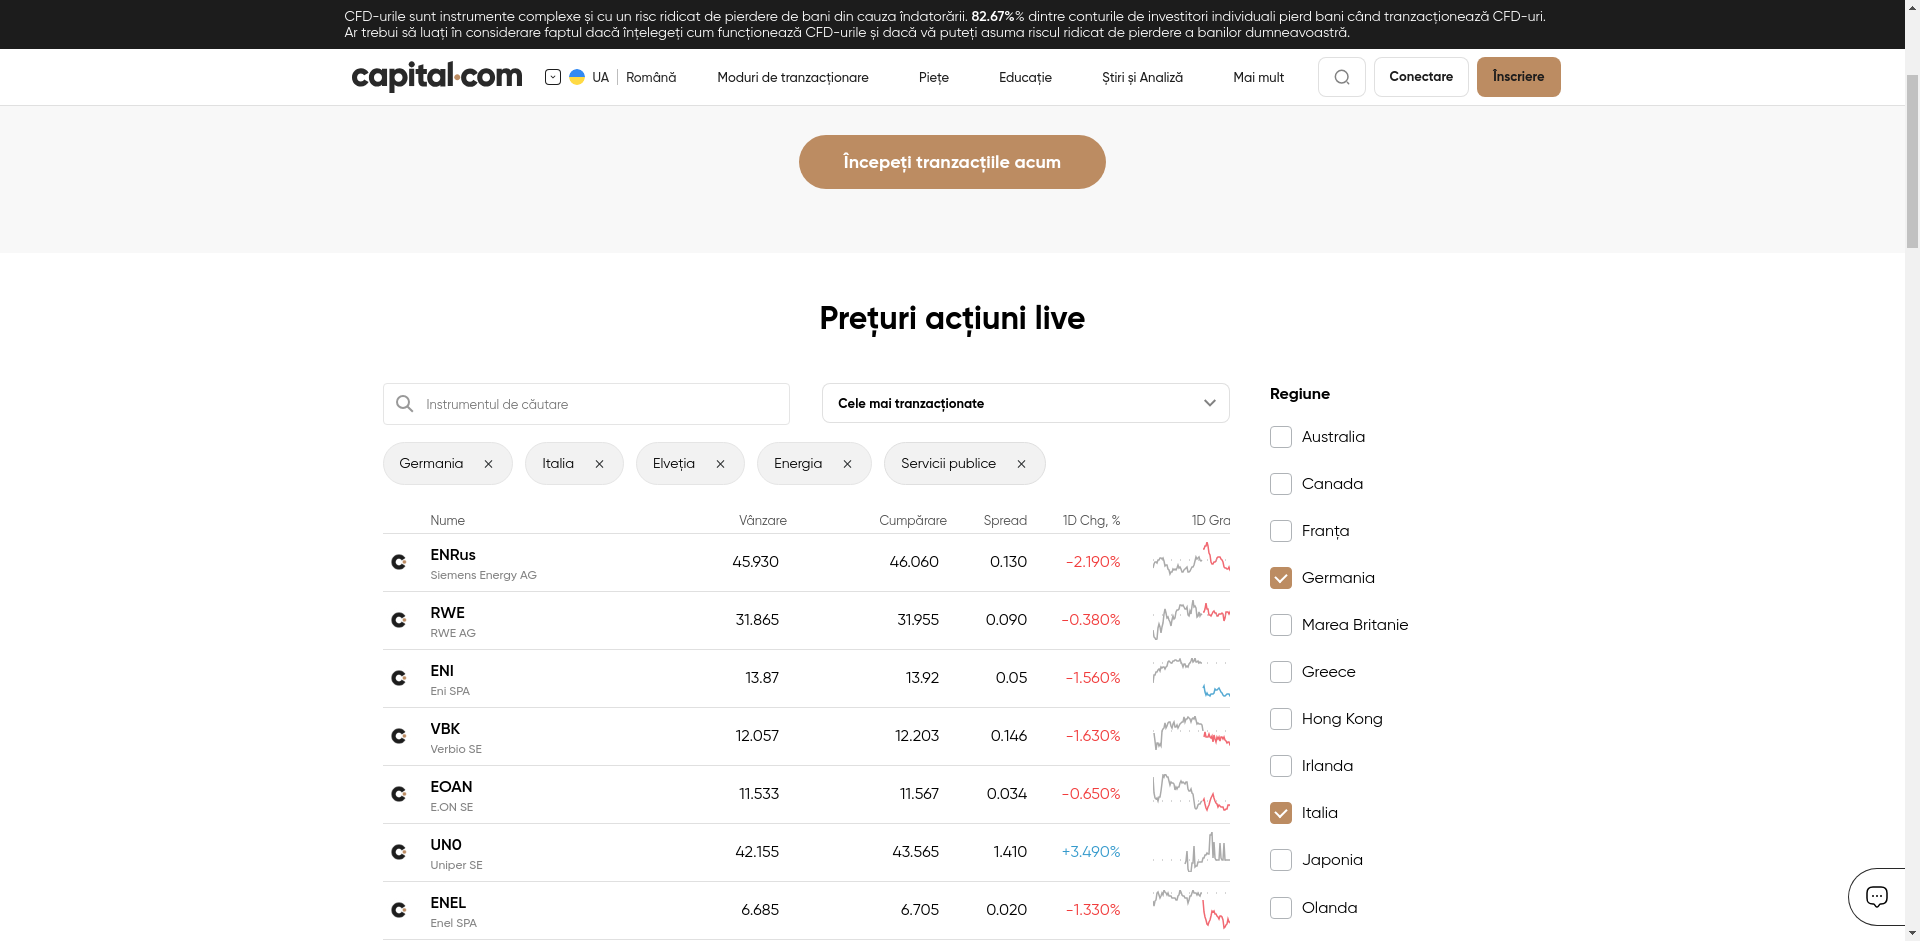 CFD-urile sunt instrumente complexe și cu un risc ridicat de pierdere de bani din cauza îndatorării. 82.67%% dintre conturile de investitori individuali pierd bani când tranzacționează CFD-uri.
Ar trebui să luați în considerare faptul dacă înțelegeți cum funcționează CFD-urile și dacă vă puteți asuma riscul ridicat de pierdere a banilor dumneavoastră.
capital.com UA Română Moduri de tranzacționare Piețe Educație Știri și Analiză Mai mult Conectare Înscriere
Începeți tranzacțiile acum
Prețuri acțiuni live
Instrumentul de căutare
Cele mai tranzacționate
Germania Italia Elveția Energia Servicii publice
Nume Vânzare Cumpărare Spread 1D Chg, % 1D Gra
ENRus 45.930 46.060 0.130 -2.190%
Siemens Energy AG
RWE 31.865 31.955 0.090 -0.380%
RWE AG
ENI 13.87 13.92 0.05 -1.560%
Eni SPA
VBK 12.057 12.203 0.146 -1.630%
Verbio SE
EOAN 11.533 11.567 0.034 -0.650%
E.ON SE
UN0 42.155 43.565 1.410 +3.490%
Uniper SE
ENEL 6.685 6.705 0.020 -1.330%
Enel SPA
Regiune
Australia
Canada
Franța
Germania
Marea Britanie
Greece
Hong Kong
Irlanda
Italia
Japonia
Olanda